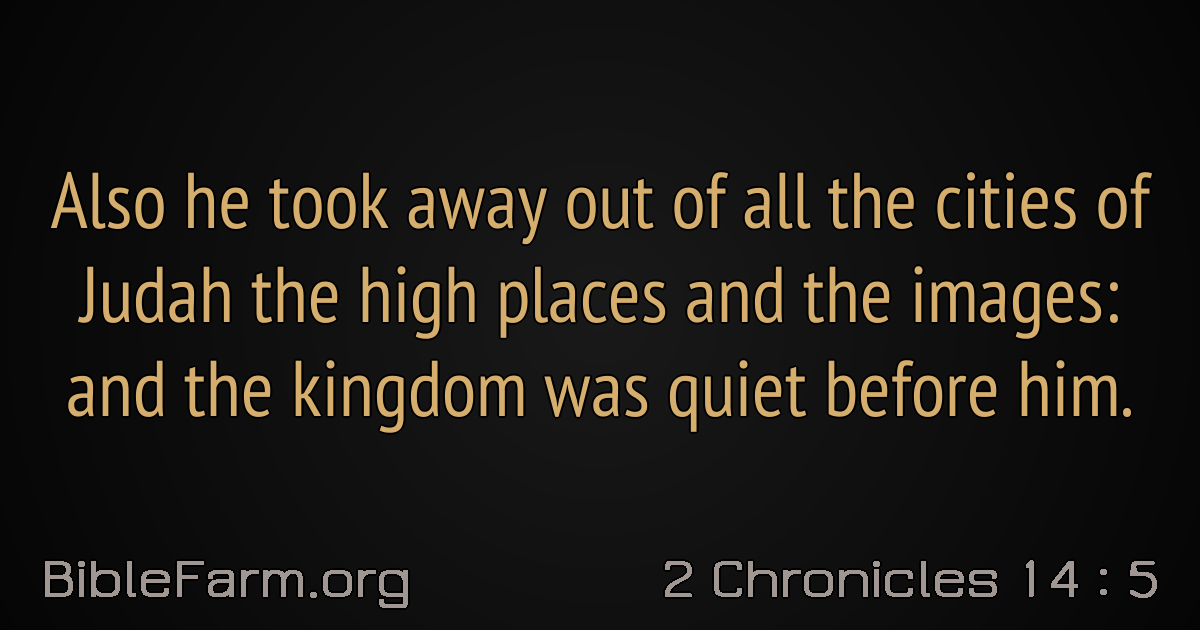 Also he took away out of all the cities of
Judah the high places and the images:
and the kingdom was quiet before him.
BibleFarm.org
2 Chronicles 14 : 5